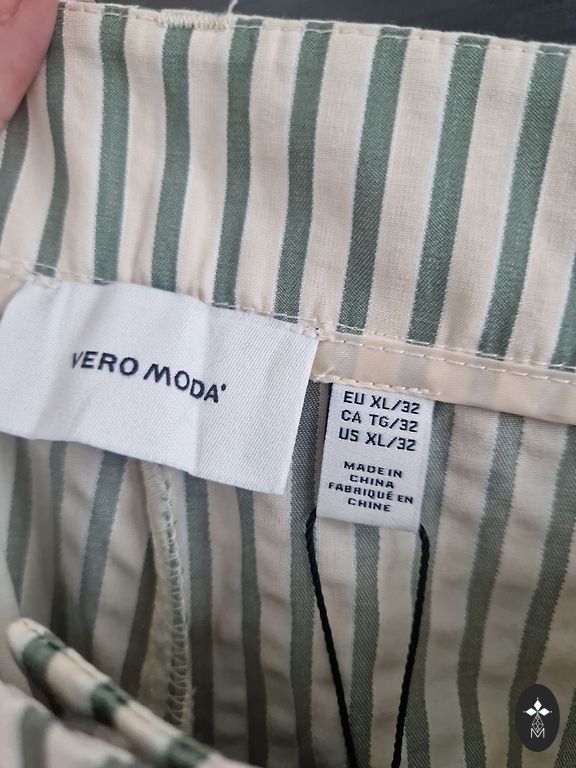 VERO MODA
EU XL/32
CA TG/32
US XL/32
MADE IN
CHINA
FABRIQUÉ EN
CHINE
M